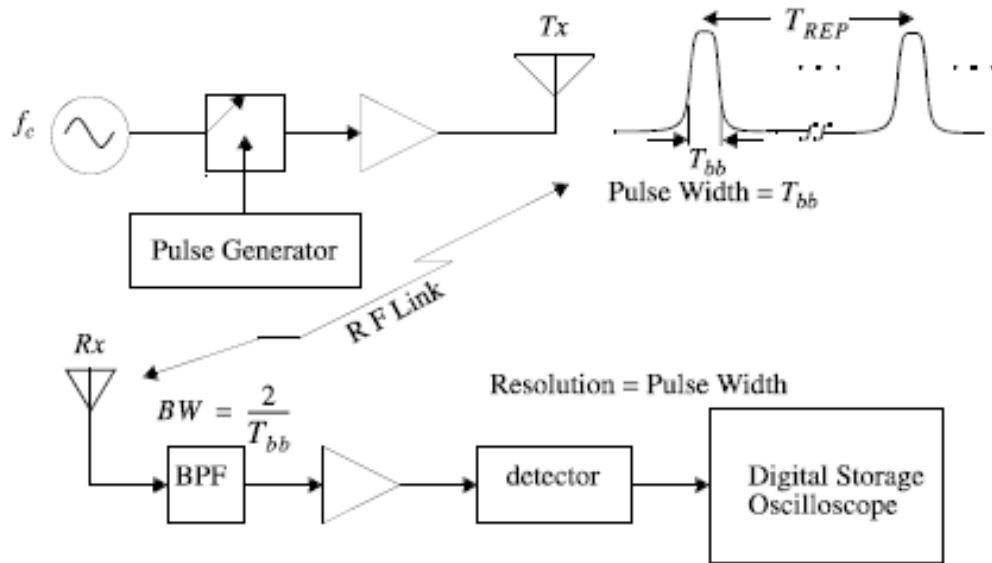 Tx
T_REP
f_c
T_bb
Pulse Width = T_bb
Pulse Generator
R F Link
Rx
Resolution = Pulse Width
BW = 2/T_bb
BPF
detector
Digital Storage
Oscilloscope